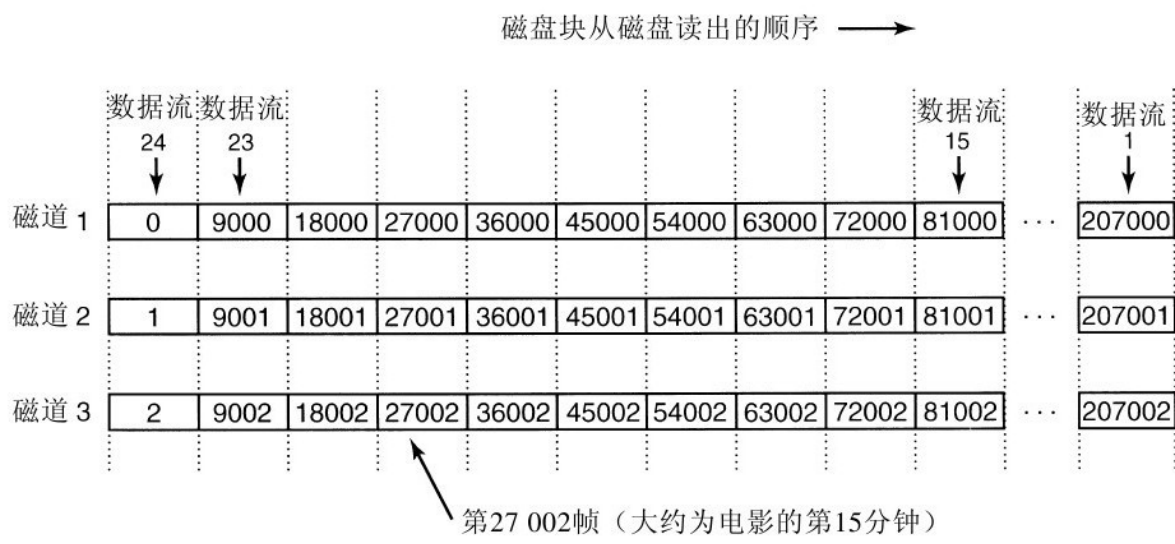 磁盘块从磁盘读出的顺序
数据流 数据流 数据流 数据流
24 23 15 1
磁道 1 0 9000 18000 27000 36000 45000 54000 63000 72000 81000 ··· 207000
磁道 2 1 9001 18001 27001 36001 45001 54001 63001 72001 81001 ··· 207001
磁道 3 2 9002 18002 27002 36002 45002 54002 63002 72002 81002 ··· 207002
第27 002帧（大约为电影的第15分钟）